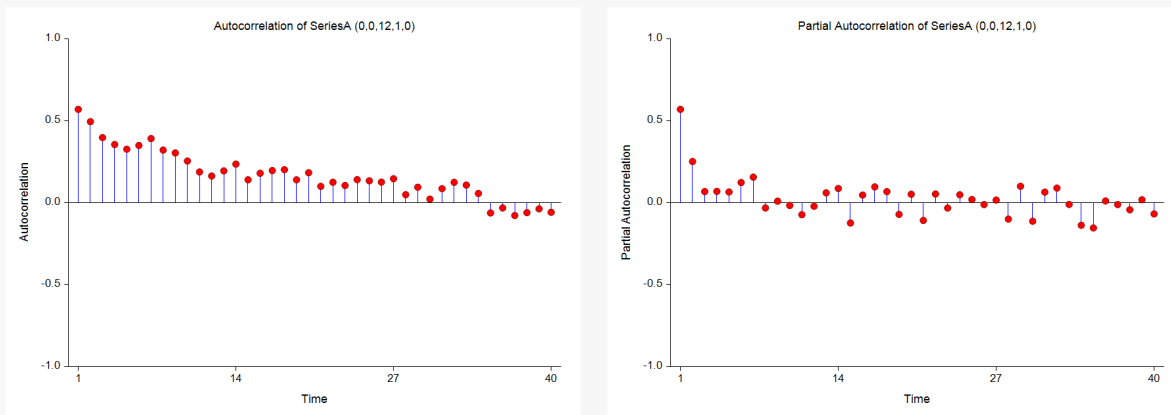 Autocorrelation of SeriesA (0,0,12,1,0)
1.0
0.5
0.0
-0.5
-1.0
Autocorrelation
1 14 27 40
Time
Partial Autocorrelation of SeriesA (0,0,12,1,0)
1.0
0.5
0.0
-0.5
-1.0
Partial Autocorrelation
1 14 27 40
Time